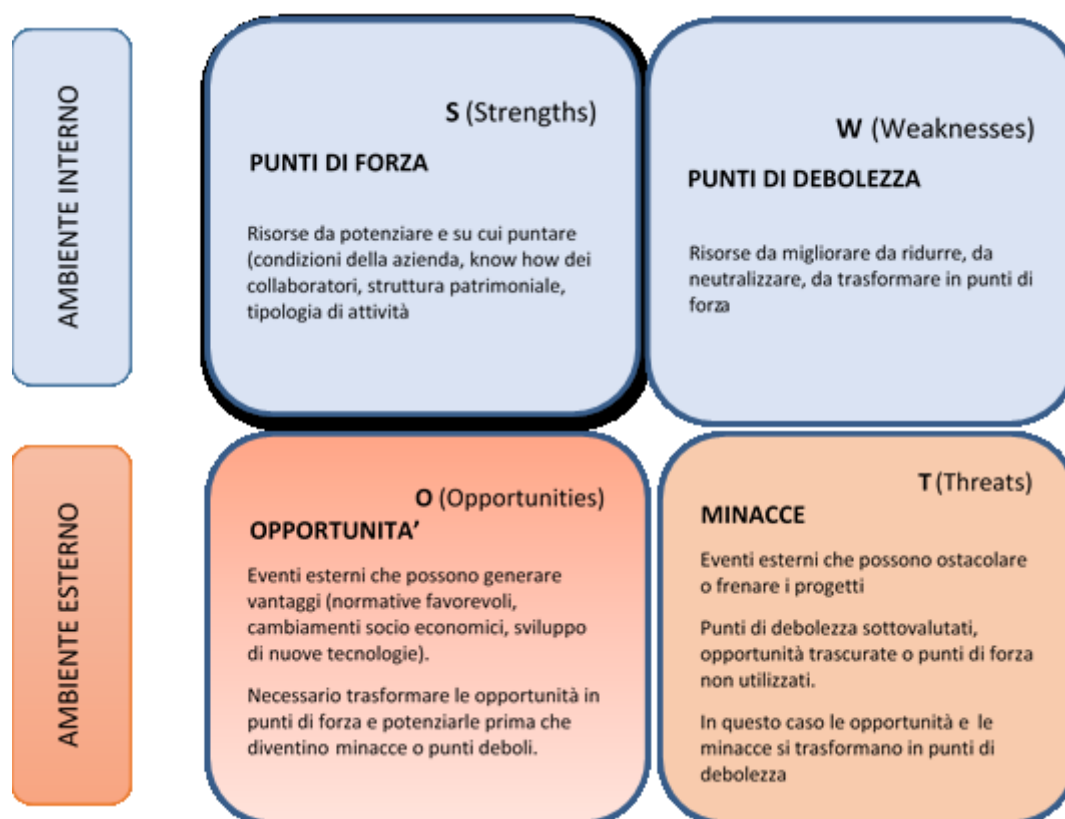 AMBIENTE INTERNO
S (Strengths)
PUNTI DI FORZA
Risorse da potenziare e su cui puntare
(condizioni della azienda, know how dei
collaboratori, struttura patrimoniale,
tipologia di attività
W (Weaknesses)
PUNTI DI DEBOLEZZA
Risorse da migliorare da ridurre, da
neutralizzare, da trasformare in punti di
forza
AMBIENTE ESTERNO
O (Opportunities)
OPPORTUNITA’
Eventi esterni che possono generare
vantaggi (normative favorevoli,
cambiamenti socio economici, sviluppo
di nuove tecnologie).
Necessario trasformare le opportunità in
punti di forza e potenziarle prima che
diventino minacce o punti deboli.
T (Threats)
MINACCE
Eventi esterni che possono ostacolare
o frenare i progetti
Punti di debolezza sottovalutati,
opportunità trascurate o punti di forza
non utilizzati.
In questo caso le opportunità e le
minacce si trasformano in punti di
debolezza